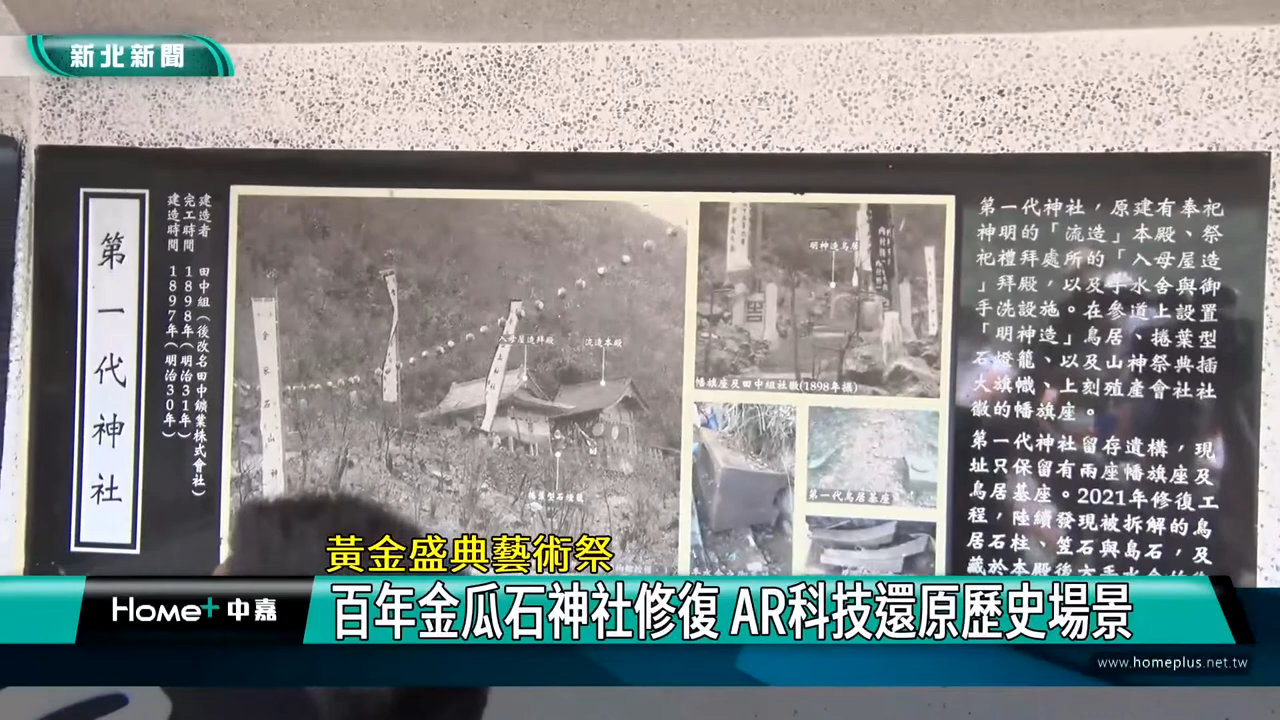 新北新聞
第一代神社
建造者 田中組（後改名田中鑛業株式會社）
完工時間 1898年（明治31年）
建造時間 1897年（明治30年）
金瓜石山神
入母屋造拜殿
流造本殿
捲葉型石燈籠
明神造鳥居
幡旗座及田中組社徽(1898年攝)
第一代鳥居基座
第一代神社，原建有奉祀
神明的「流造」本殿、祭
祀禮拜處所的「入母屋造
」拜殿，以及手水舍與御
手洗設施。在參道上設置
「明神造」鳥居、捲葉型
石燈籠、以及山神祭典插
大旗幟、上刻殖產會社社
徽的幡旗座。
第一代神社留存遺構，現
址只保留有兩座幡旗座及
鳥居基座。2021年修復工
程，陸續發現被拆解的鳥
居石柱、笠石與島石，及
黃金盛典藝術祭
Home+中嘉
百年金瓜石神社修復 AR科技還原歷史場景
www.homeplus.net.tw